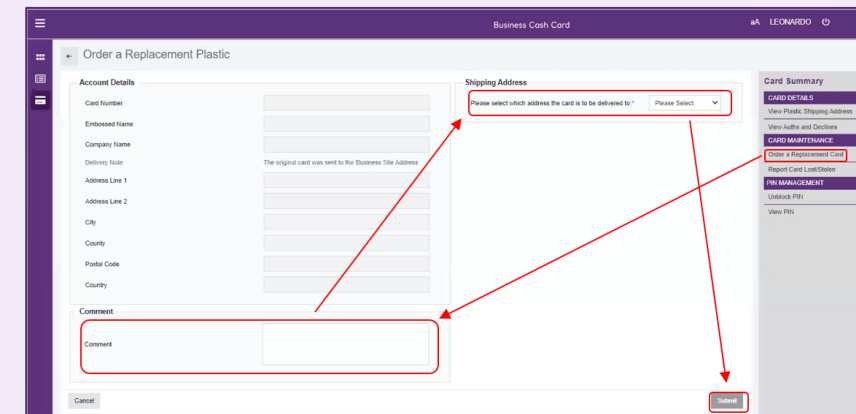 Business Cash Card
aA LEONARDO
Order a Replacement Plastic
Account Details
Card Number
Embossed Name
Company Name
Delivery Note The original card was sent to the Business Site Address
Address Line 1
Address Line 2
City
County
Postal Code
Country
Comment
Comment
Cancel
Shipping Address
Please select which address the card is to be delivered to:* Please Select
Submit
Card Summary
CARD DETAILS
View Plastic Shipping Address
View Auths and Declines
CARD MAINTENANCE
Order a Replacement Card
Report Card Lost/Stolen
PIN MANAGEMENT
Unblock PIN
View PIN